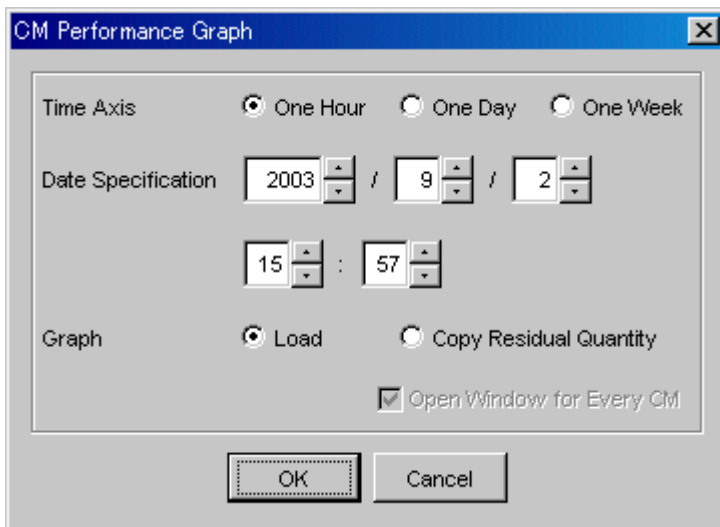 CM Performance Graph
Time Axis One Hour One Day One Week
Date Specification 2003 / 9 / 2
15 : 57
Graph Load Copy Residual Quantity
Open Window for Every CM
OK Cancel